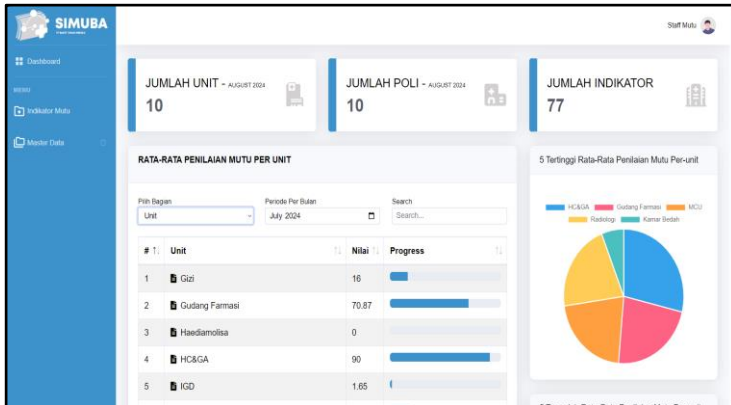 SIMUBA
Staff Mutu
Dashboard
MENU
Indikator Mutu
Master Data
JUMLAH UNIT - AUGUST 2024
10
JUMLAH POLI - AUGUST 2024
10
JUMLAH INDIKATOR
77
RATA-RATA PENILAIAN MUTU PER UNIT
Pilih Bagian
Unit
Periode Per Bulan
July 2024
Search
Search...
# Unit Nilai Progress
1 Gizi 16
2 Gudang Farmasi 70.87
3 Haediamolisa 0
4 HC&GA 90
5 IGD 1.65
5 Tertinggi Rata-Rata Penilaian Mutu Per-unit
HC&GA Gudang Farmasi MCU
Radiologi Kamar Bedah